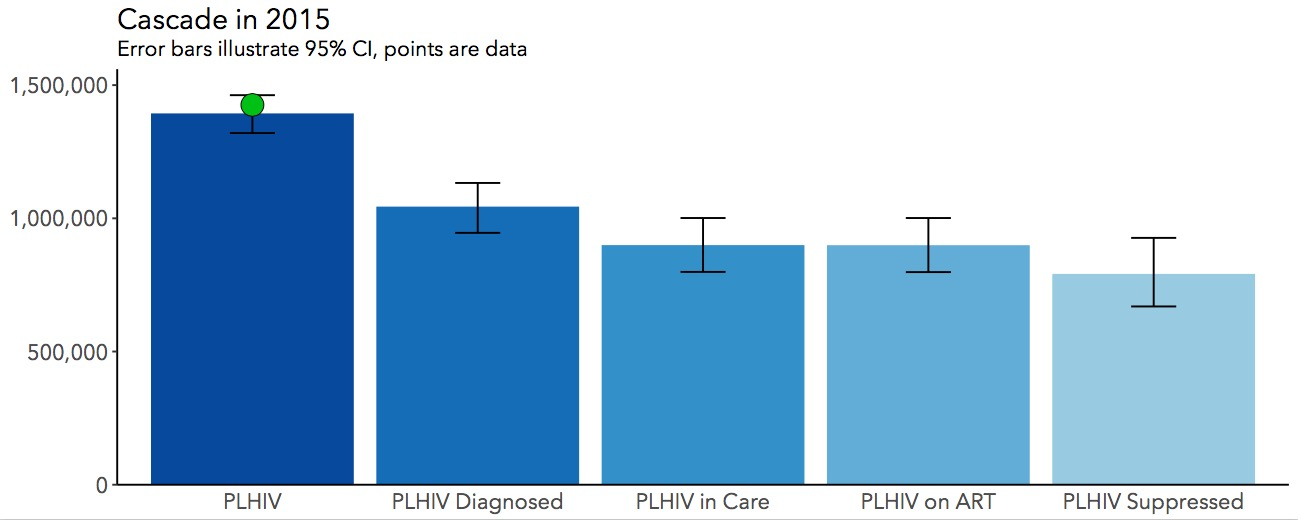 Cascade in 2015
Error bars illustrate 95% CI, points are data
1,500,000
1,000,000
500,000
0
PLHIV PLHIV Diagnosed PLHIV in Care PLHIV on ART PLHIV Suppressed